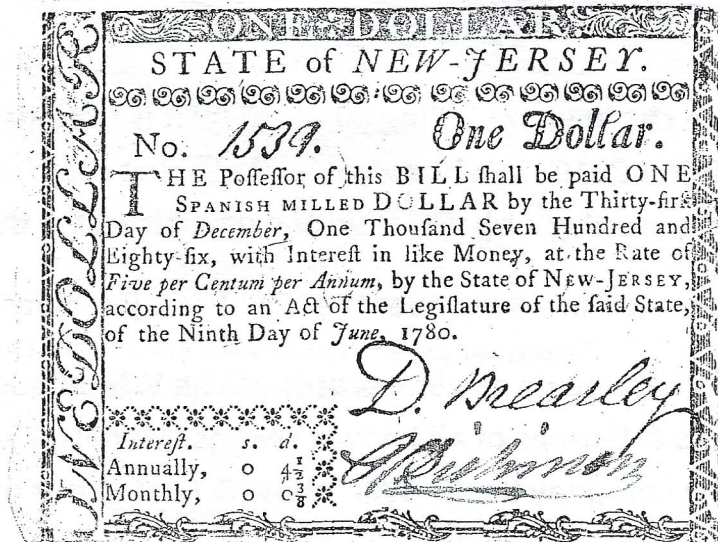 ONE DOLLAR
ONE DOLLAR
STATE of NEW-JERSEY.
No. 1539. One Dollar.
THE Poſſeſſor of this BILL ſhall be paid ONE
SPANISH MILLED DOLLAR by the Thirty-firſt
Day of December, One Thouſand Seven Hundred and
Eighty-ſix, with Intereſt in like Money, at the Rate of
Five per Centum per Annum, by the State of NEW-JERSEY,
according to an Act of the Legiſlature of the ſaid State,
of the Ninth Day of June, 1780.
D. Brearley
Intereſt. s. d.
Annually, 0 4½
Monthly, 0 0⅜